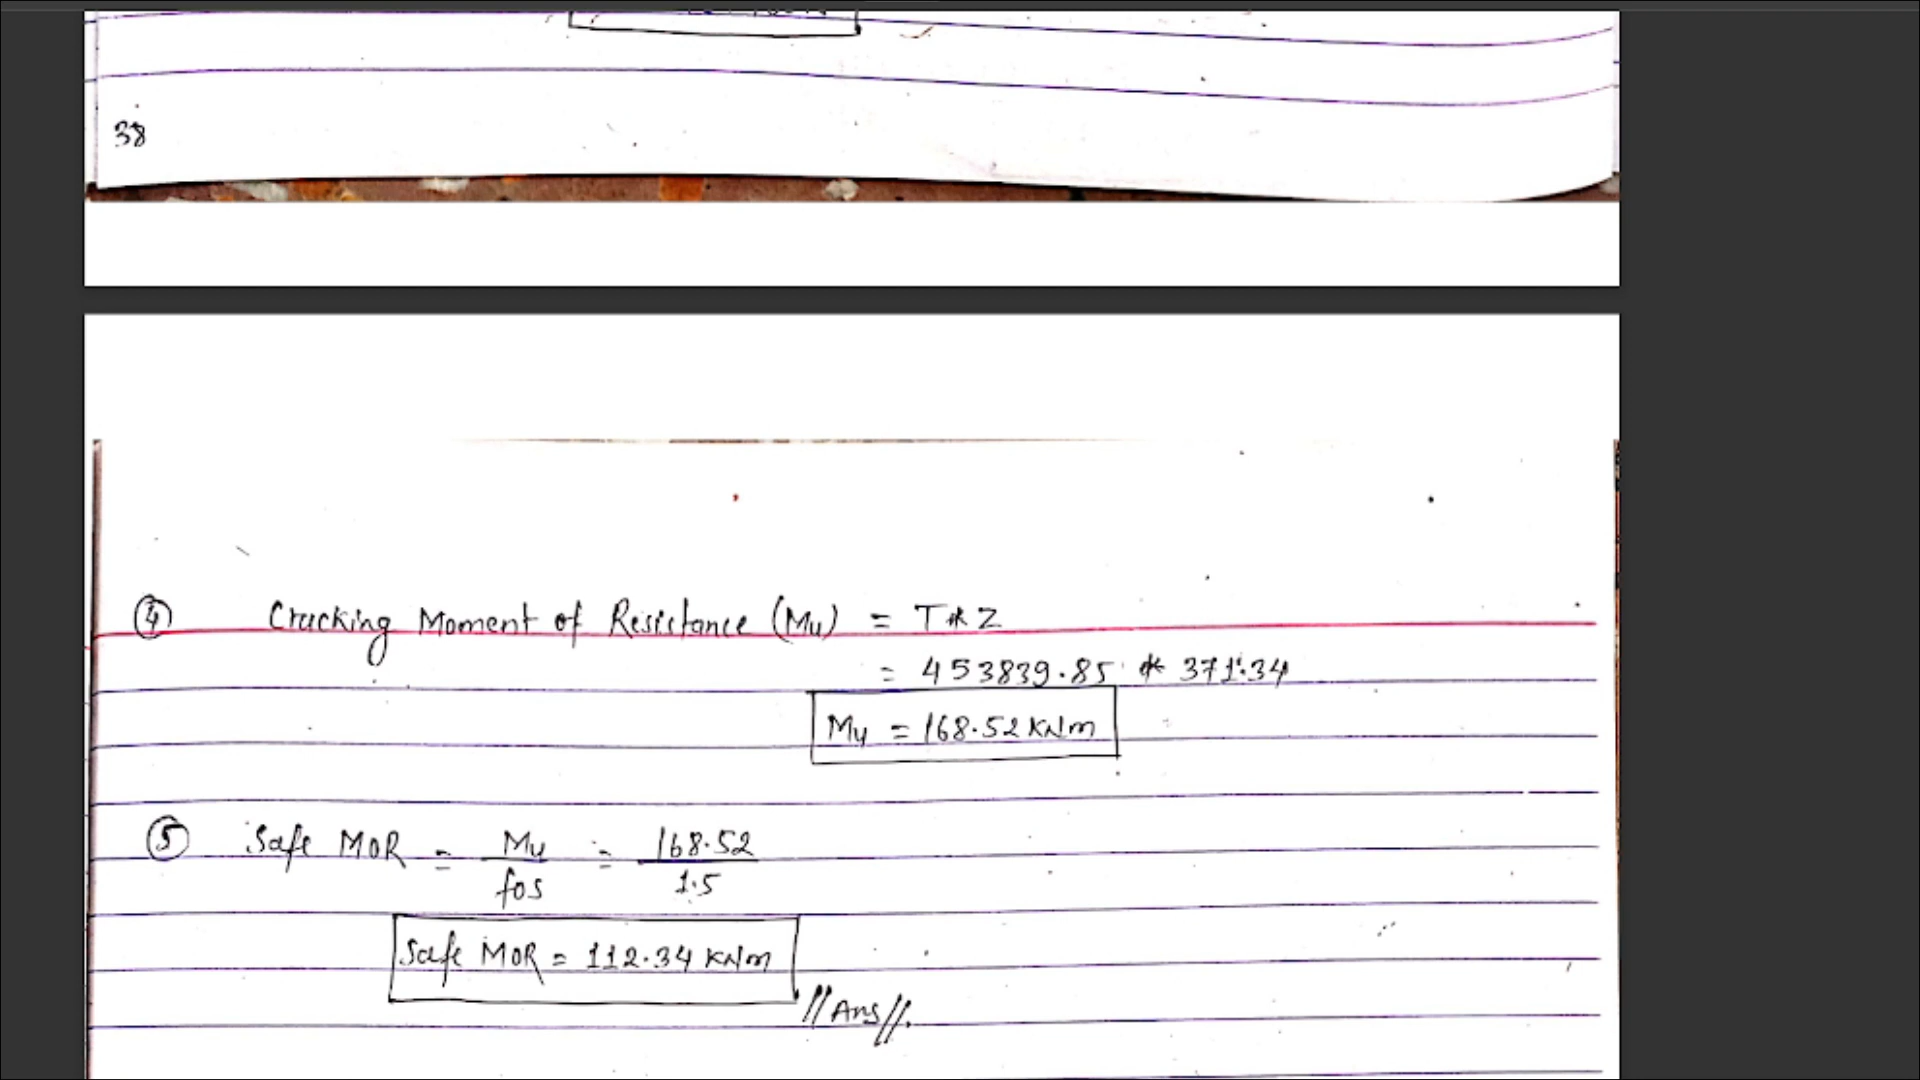 38
④ Cracking Moment of Resistance (Mu) = T * Z
= 453839.85 * 371.34
Mu = 168.52 KNm
⑤ Safe MOR = Mu / fos = 168.52 / 1.5
Safe MOR = 112.34 KNm
//Ans//.